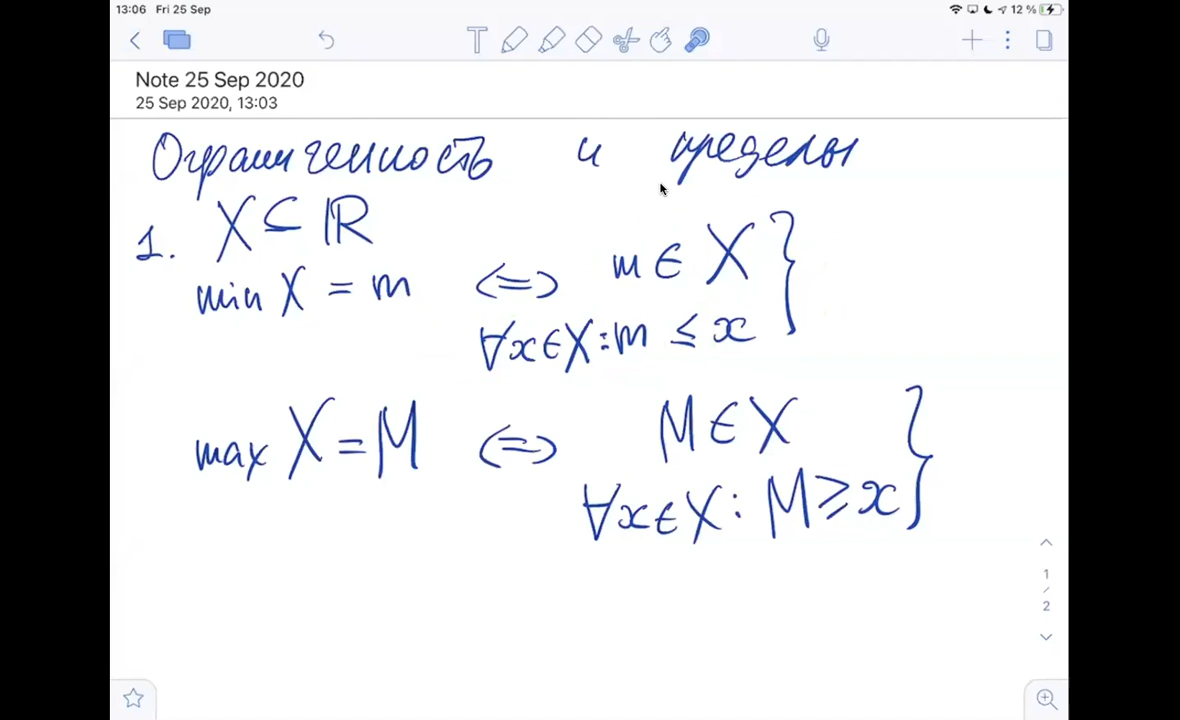 13:06 Fri 25 Sep 12 %
Note 25 Sep 2020
25 Sep 2020, 13:03
Ограниченность и пределы
1. X ⊆ ℝ
min X = m ⇔ m ∈ X }
∀x∈X: m ≤ x
max X = M ⇔ M ∈ X }
∀x∈X: M ≥ x
1
/
2